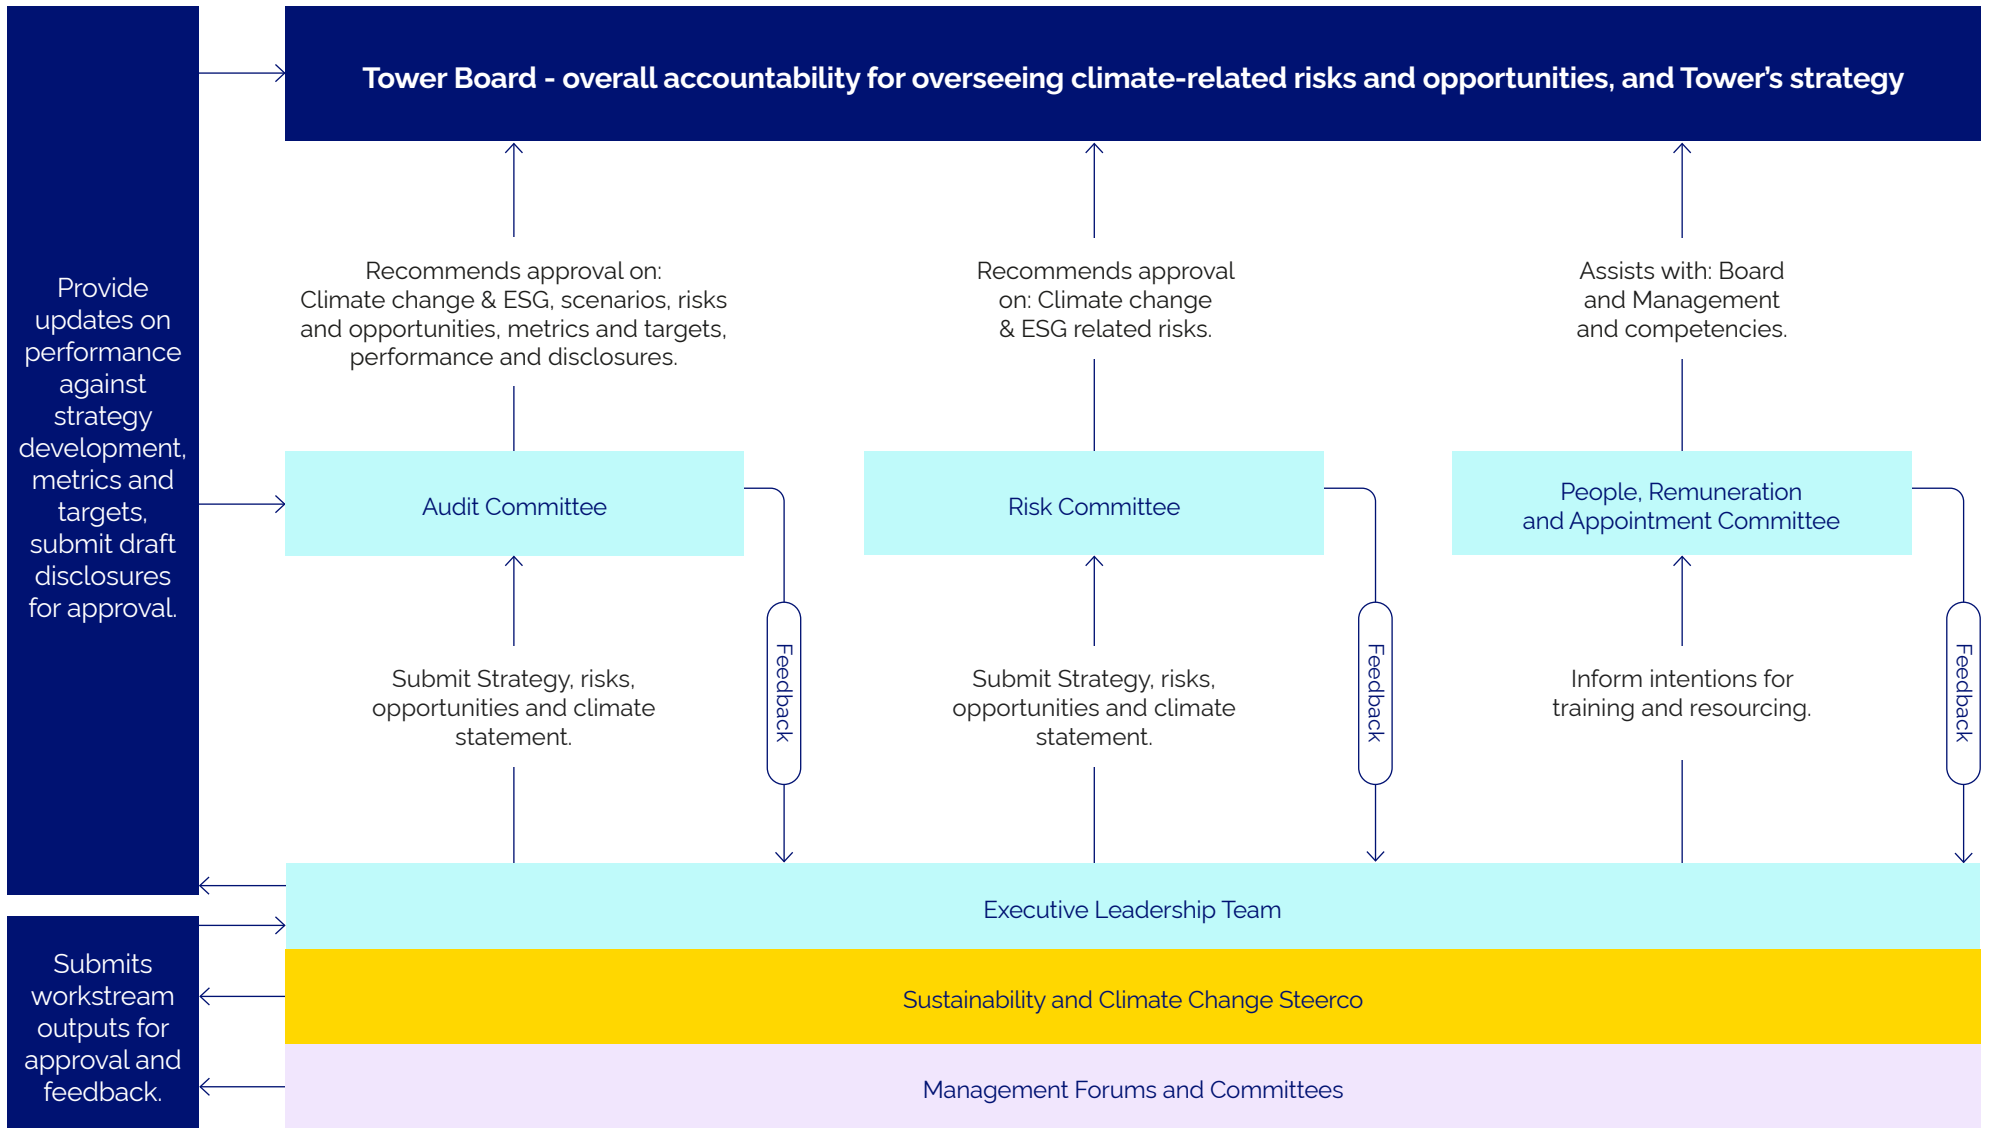 Tower Board - overall accountability for overseeing climate-related risks and opportunities, and Tower's strategy
Provide
updates on
performance
against
strategy
development,
metrics and
targets,
submit draft
disclosures
for approval.
Recommends approval on:
Climate change & ESG, scenarios, risks
and opportunities, metrics and targets,
performance and disclosures.
Recommends approval
on: Climate change
& ESG related risks.
Assists with: Board
and Management
and competencies.
Audit Committee
Risk Committee
People, Remuneration
and Appointment Committee
Submit Strategy, risks,
opportunities and climate
statement.
Feedback
Submit Strategy, risks,
opportunities and climate
statement.
Feedback
Inform intentions for
training and resourcing.
Feedback
Executive Leadership Team
Submits
workstream
outputs for
approval and
feedback.
Sustainability and Climate Change Steerco
Management Forums and Committees